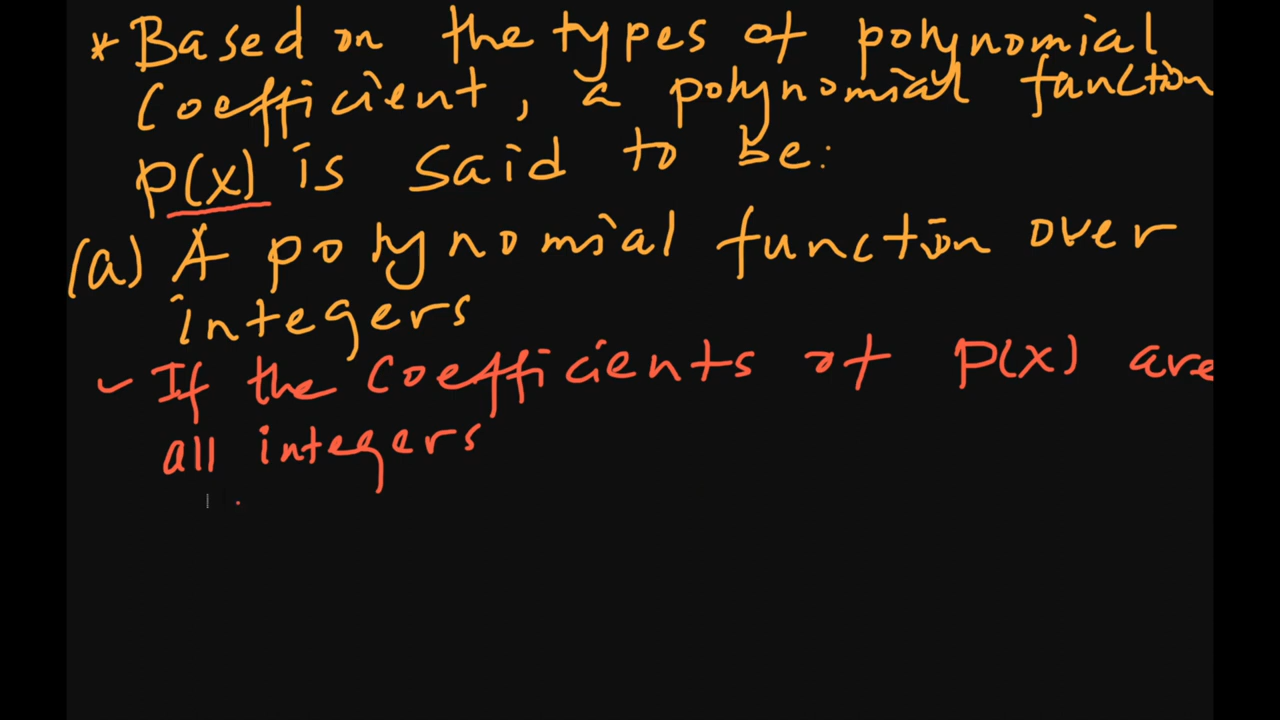 * Based on the types of polynomial
Coefficient, a polynomial function
p(x) is said to be:
(a) A polynomial function over
integers
✓ If the Coefficients of P(x) are
all integers